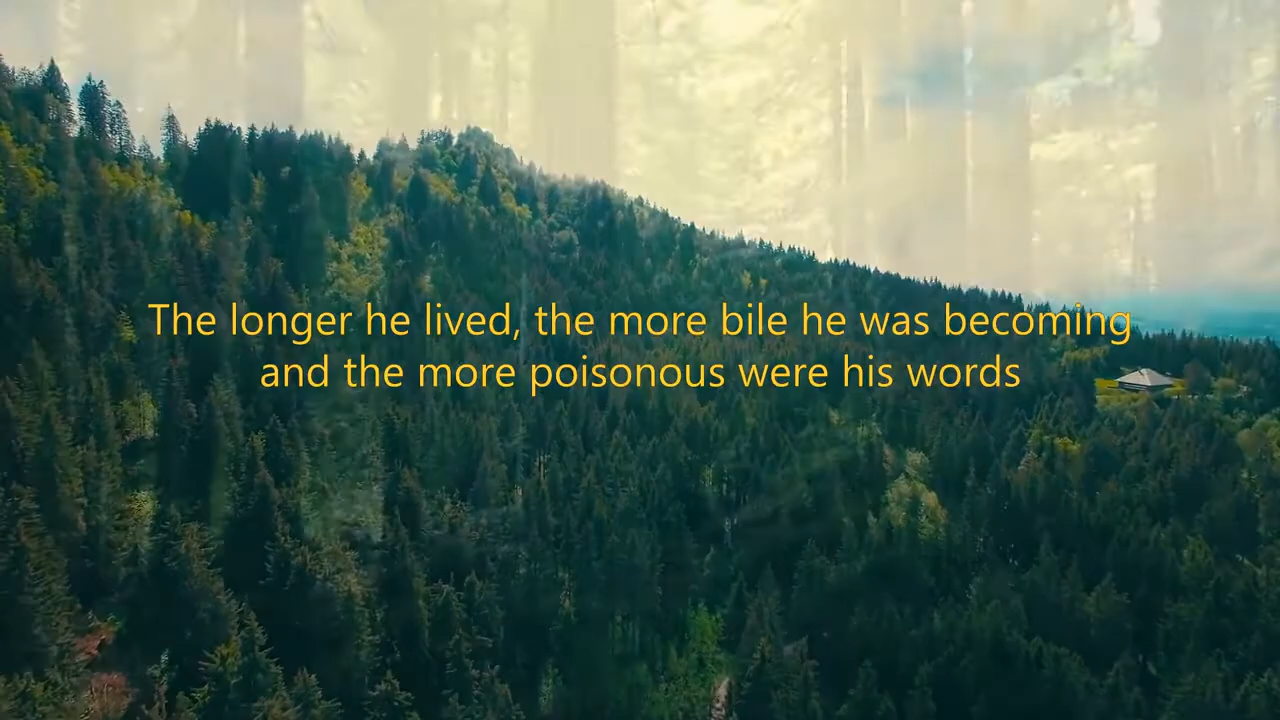 The longer he lived, the more bile he was becoming
and the more poisonous were his words